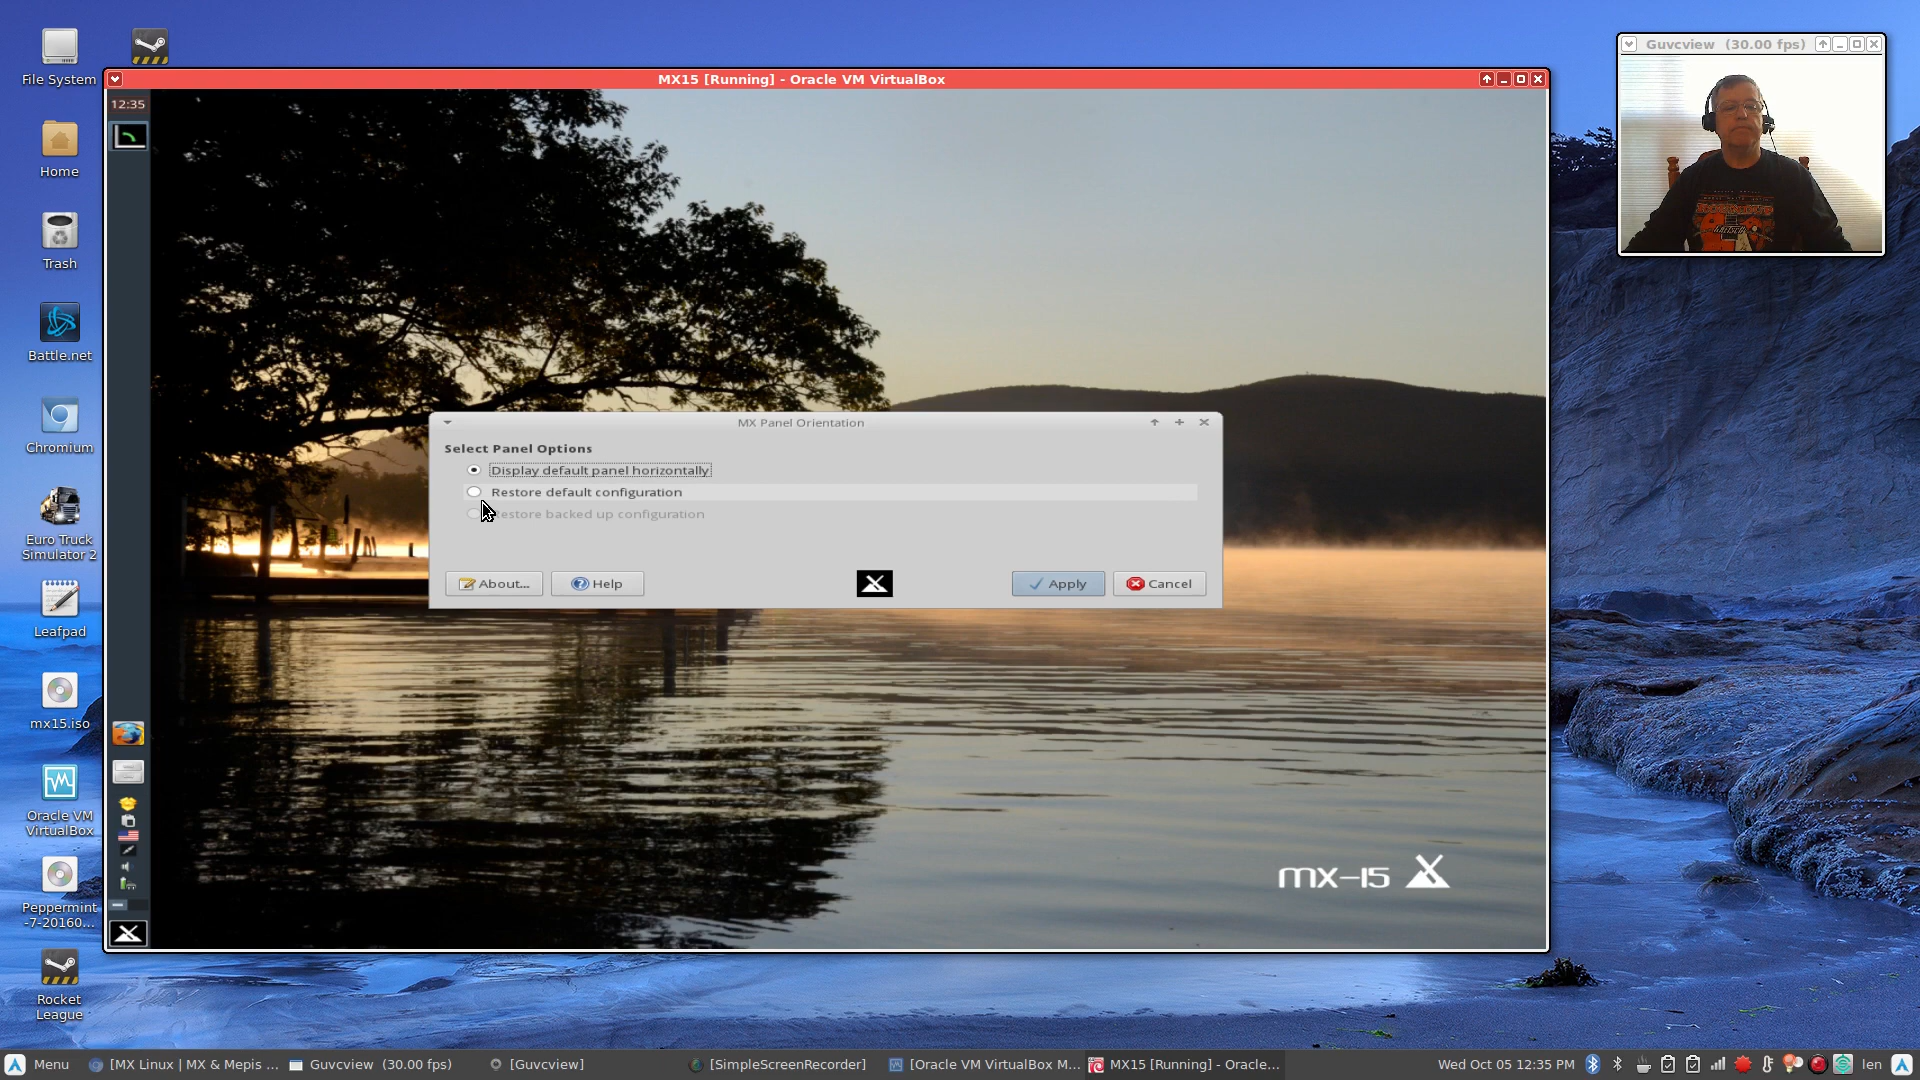 File System
Home
Trash
Battle.net
Chromium
Euro Truck
Simulator 2
Leafpad
mx15.iso
Oracle VM
VirtualBox
Peppermint
-7-20160...
Rocket
League
MX15 [Running] - Oracle VM VirtualBox
12:35
MX Panel Orientation
Select Panel Options
Display default panel horizontally
Restore default configuration
estore backed up configuration
About...
Help
Apply
Cancel
mx-15
Guvcview (30.00 fps)
Menu
[MX Linux | MX & Mepis ...
Guvcview (30.00 fps)
[Guvcview]
[SimpleScreenRecorder]
[Oracle VM VirtualBox M...
MX15 [Running] - Oracle...
Wed Oct 05 12:35 PM
len